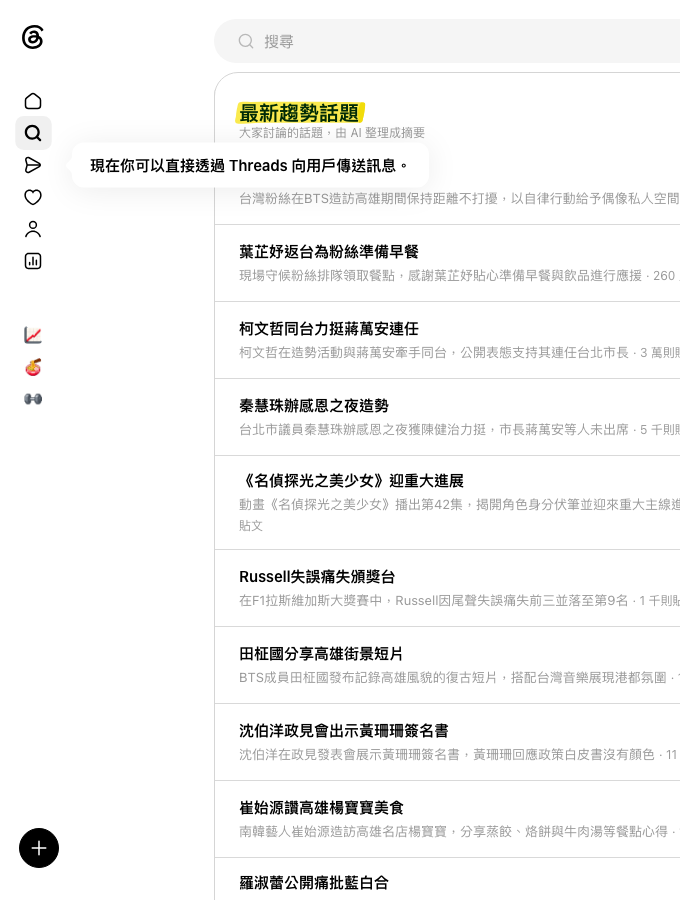 搜尋
最新趨勢話題
大家討論的話題，由 AI 整理成摘要
現在你可以直接透過 Threads 向用戶傳送訊息。
台灣粉絲在BTS造訪高雄期間保持距離不打擾，以自律行動給予偶像私人空間
葉芷妤返台為粉絲準備早餐
現場守候粉絲排隊領取餐點，感謝葉芷妤貼心準備早餐與飲品進行應援 · 260
柯文哲同台力挺蔣萬安連任
柯文哲在造勢活動與蔣萬安牽手同台，公開表態支持其連任台北市長 · 3 萬則
秦慧珠辦感恩之夜造勢
台北市議員秦慧珠辦感恩之夜獲陳健治力挺，市長蔣萬安等人未出席 · 5 千則
《名偵探光之美少女》迎重大進展
動畫《名偵探光之美少女》播出第42集，揭開角色身分伏筆並迎來重大主線
貼文
Russell失誤痛失頒獎台
在F1拉斯維加斯大獎賽中，Russell因尾聲失誤痛失前三並落至第9名 · 1 千則
田柾國分享高雄街景短片
BTS成員田柾國發布記錄高雄風貌的復古短片，搭配台灣音樂展現港都氛圍 ·
沈伯洋政見會出示黃珊珊簽名書
沈伯洋在政見發表會展示黃珊珊簽名書，黃珊珊回應政策白皮書沒有顏色 · 11
崔始源讚高雄楊寶寶美食
南韓藝人崔始源造訪高雄名店楊寶寶，分享蒸餃、烙餅與牛肉湯等餐點心得 ·
羅淑蕾公開痛批藍白合